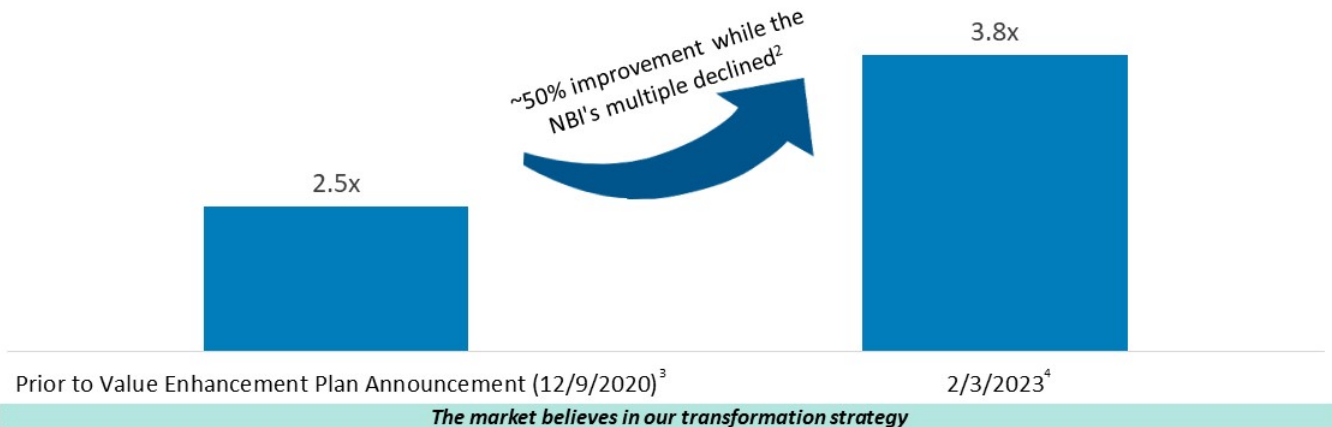 ~50% improvement while the
NBI's multiple declined²
3.8x
2.5x
Prior to Value Enhancement Plan Announcement (12/9/2020)³
2/3/2023⁴
The market believes in our transformation strategy